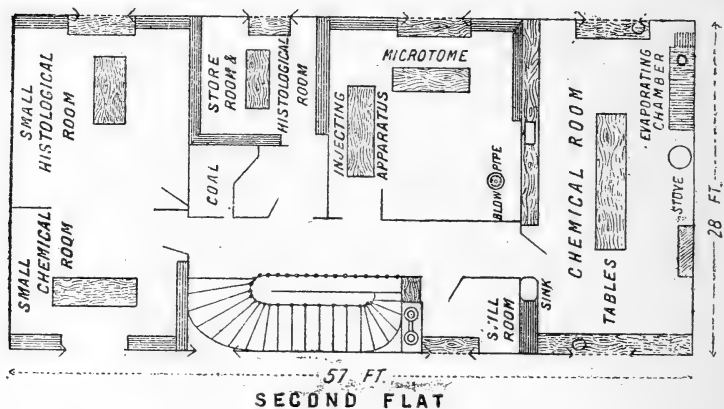 SMALL
HISTOLOGICAL
ROOM
STORE
ROOM &
HISTOLOGICAL
ROOM
MICROTOME
INJECTING
APPARATUS
BLOW PIPE
CHEMICAL ROOM
EVAPORATING
CHAMBER
STOVE
28 FT.
COAL
SMALL
CHEMICAL
ROOM
TABLES
SINK
STILL
ROOM
57 FT.
SECOND FLAT